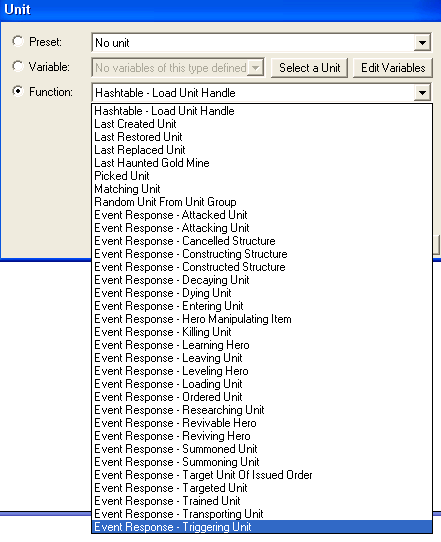 Unit
Preset: No unit
Variable: No variables of this type defined Select a Unit Edit Variables
Function: Hashtable - Load Unit Handle
Hashtable - Load Unit Handle
Last Created Unit
Last Restored Unit
Last Replaced Unit
Last Haunted Gold Mine
Picked Unit
Matching Unit
Random Unit From Unit Group
Event Response - Attacked Unit
Event Response - Attacking Unit
Event Response - Cancelled Structure
Event Response - Constructing Structure
Event Response - Constructed Structure
Event Response - Decaying Unit
Event Response - Dying Unit
Event Response - Entering Unit
Event Response - Hero Manipulating Item
Event Response - Killing Unit
Event Response - Learning Hero
Event Response - Leaving Unit
Event Response - Leveling Hero
Event Response - Loading Unit
Event Response - Ordered Unit
Event Response - Researching Unit
Event Response - Revivable Hero
Event Response - Reviving Hero
Event Response - Summoned Unit
Event Response - Summoning Unit
Event Response - Target Unit Of Issued Order
Event Response - Targeted Unit
Event Response - Trained Unit
Event Response - Transporting Unit
Event Response - Triggering Unit